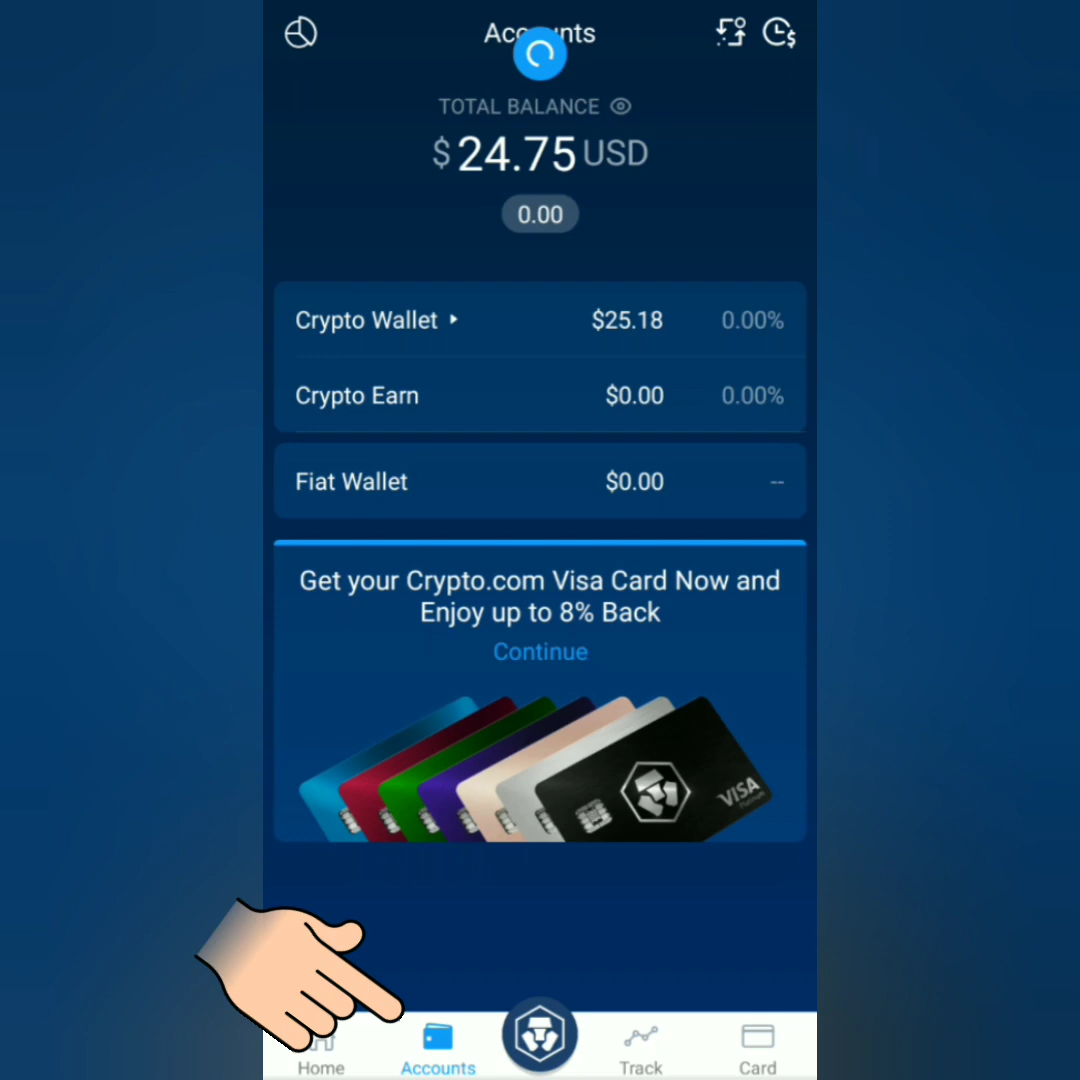 Accounts
TOTAL BALANCE
$ 24.75 USD
0.00
Crypto Wallet $25.18 0.00%
Crypto Earn $0.00 0.00%
Fiat Wallet $0.00 --
Get your Crypto.com Visa Card Now and
Enjoy up to 8% Back
Continue
VISA
Platinum
Home Accounts Track Card